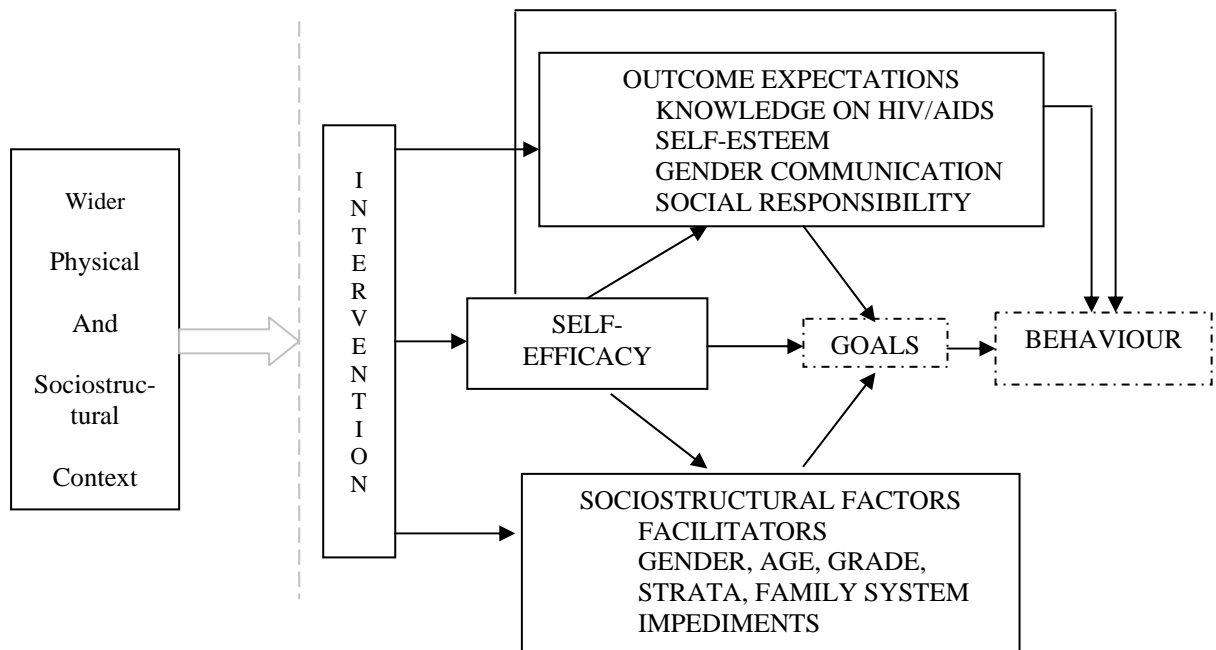 Wider
Physical
And
Sociostruc-
tural
Context
INTERVENTION
OUTCOME EXPECTATIONS
KNOWLEDGE ON HIV/AIDS
SELF-ESTEEM
GENDER COMMUNICATION
SOCIAL RESPONSIBILITY
SELF-
EFFICACY
GOALS
BEHAVIOUR
SOCIOSTRUCTURAL FACTORS
FACILITATORS
GENDER, AGE, GRADE,
STRATA, FAMILY SYSTEM
IMPEDIMENTS